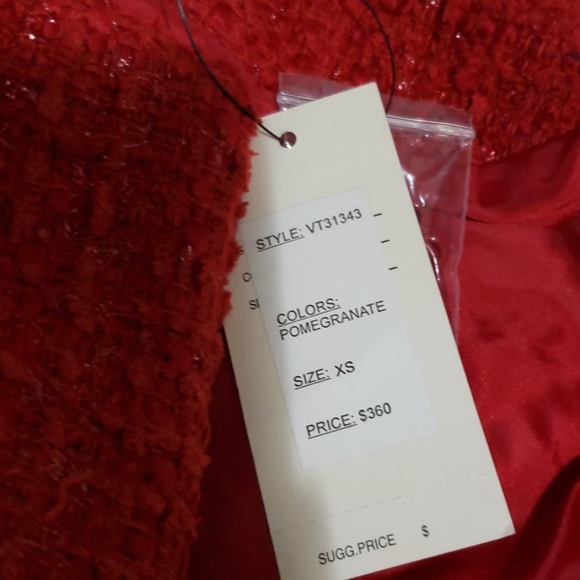 STYLE: VT31343
COLORS:
POMEGRANATE
SIZE: XS
PRICE: $360
SUGG.PRICE $